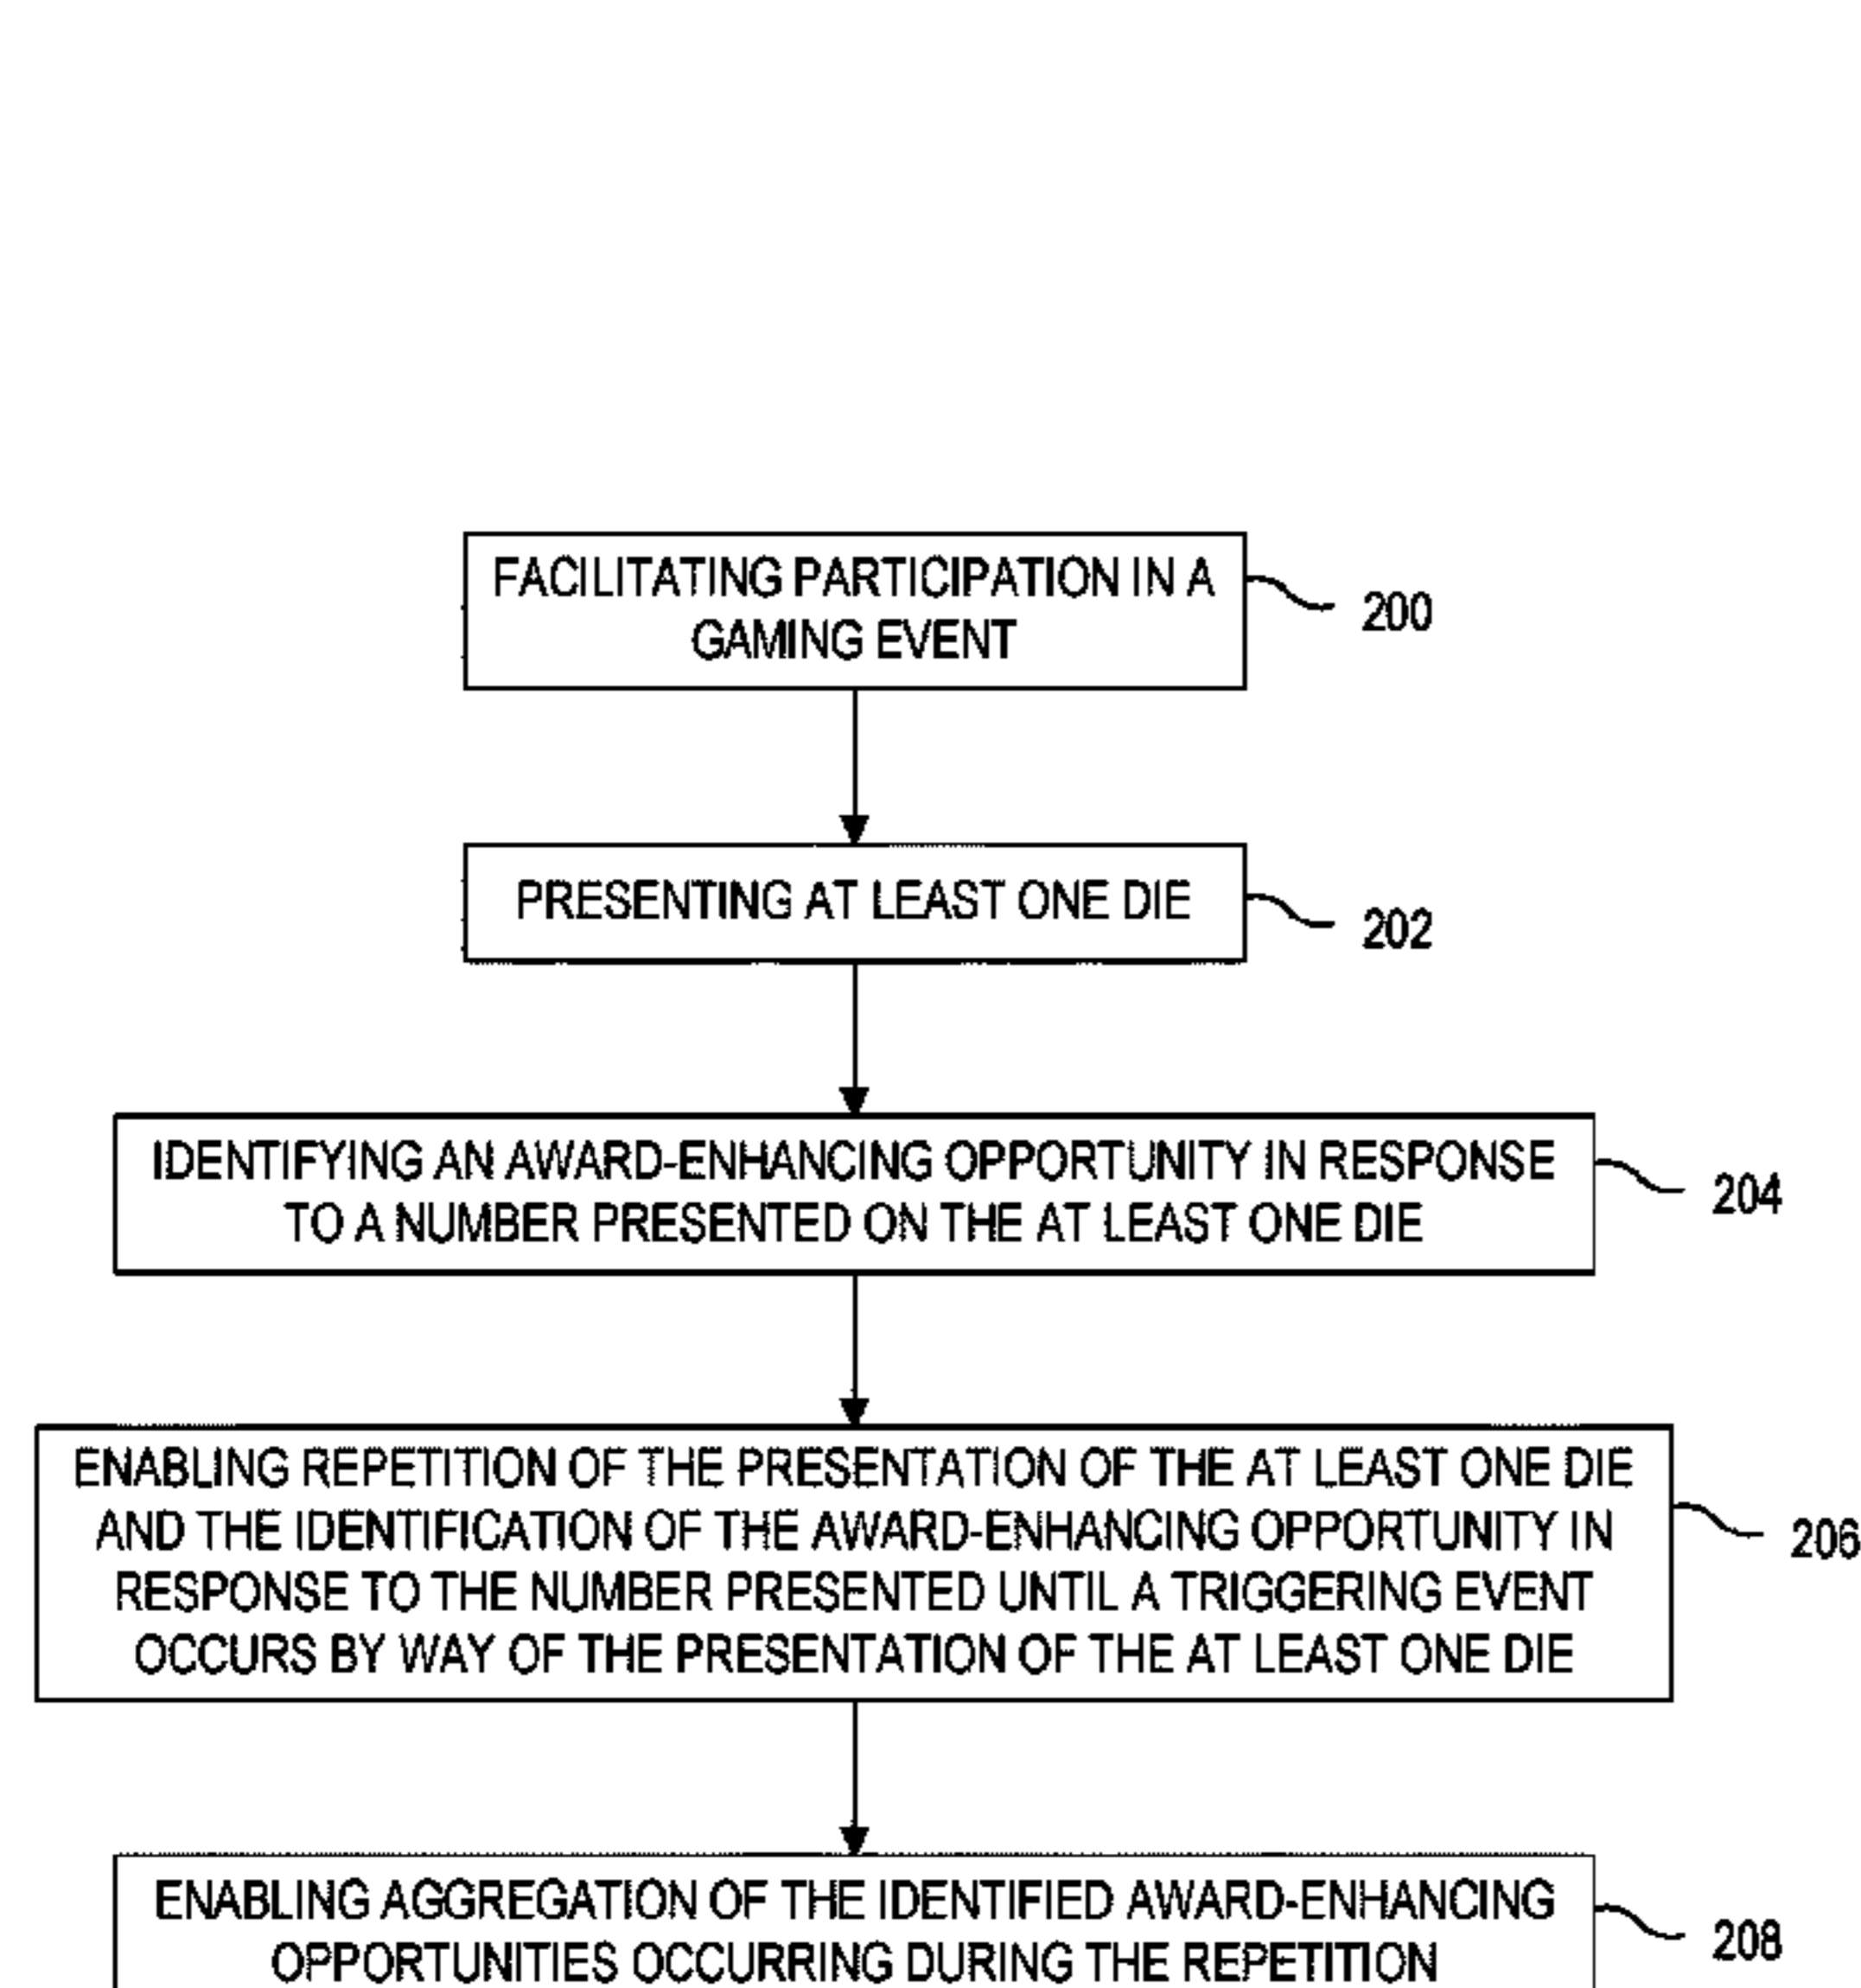 FACILITATING PARTICIPATION IN A
GAMING EVENT
200
PRESENTING AT LEAST ONE DIE
202
IDENTIFYING AN AWARD-ENHANCING OPPORTUNITY IN RESPONSE
TO A NUMBER PRESENTED ON THE AT LEAST ONE DIE
204
ENABLING REPETITION OF THE PRESENTATION OF THE AT LEAST ONE DIE
AND THE IDENTIFICATION OF THE AWARD-ENHANCING OPPORTUNITY IN
RESPONSE TO THE NUMBER PRESENTED UNTIL A TRIGGERING EVENT
OCCURS BY WAY OF THE PRESENTATION OF THE AT LEAST ONE DIE
206
ENABLING AGGREGATION OF THE IDENTIFIED AWARD-ENHANCING
OPPORTUNITIES OCCURRING DURING THE REPETITION
208